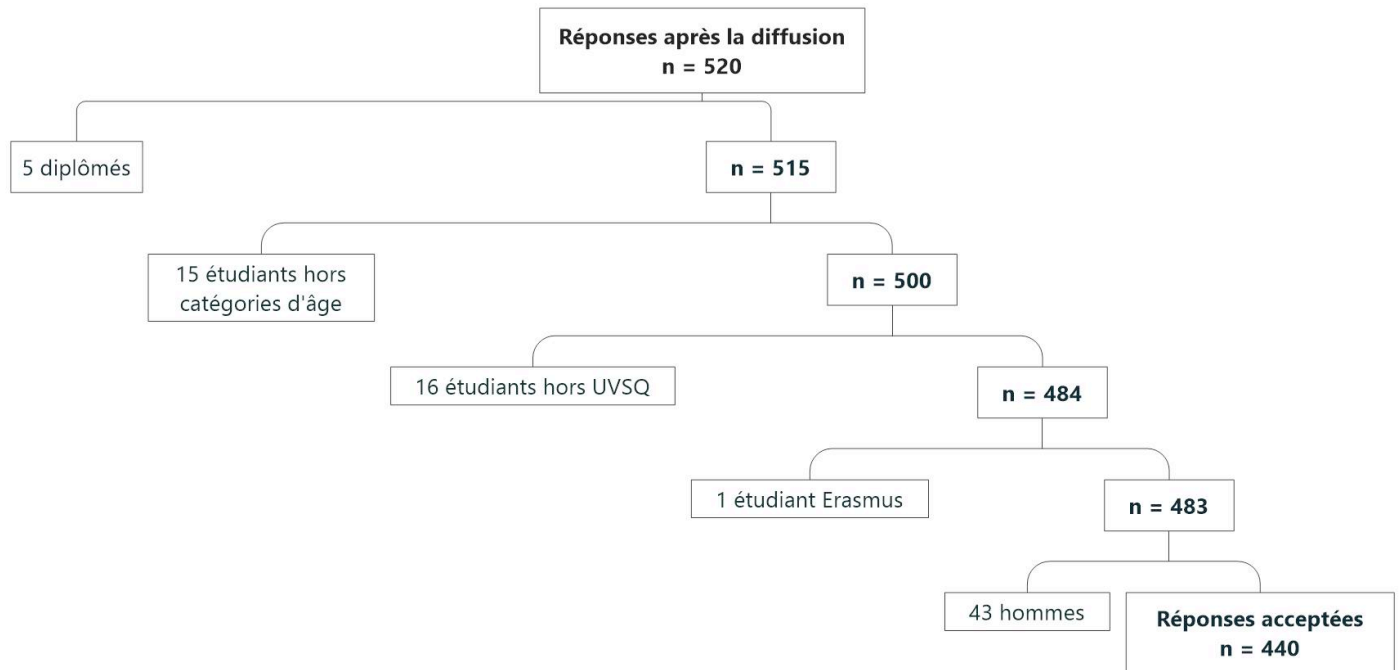 Réponses après la diffusion
n = 520
5 diplômés
n = 515
15 étudiants hors
catégories d'âge
n = 500
16 étudiants hors UVSQ
n = 484
1 étudiant Erasmus
n = 483
43 hommes
Réponses acceptées
n = 440